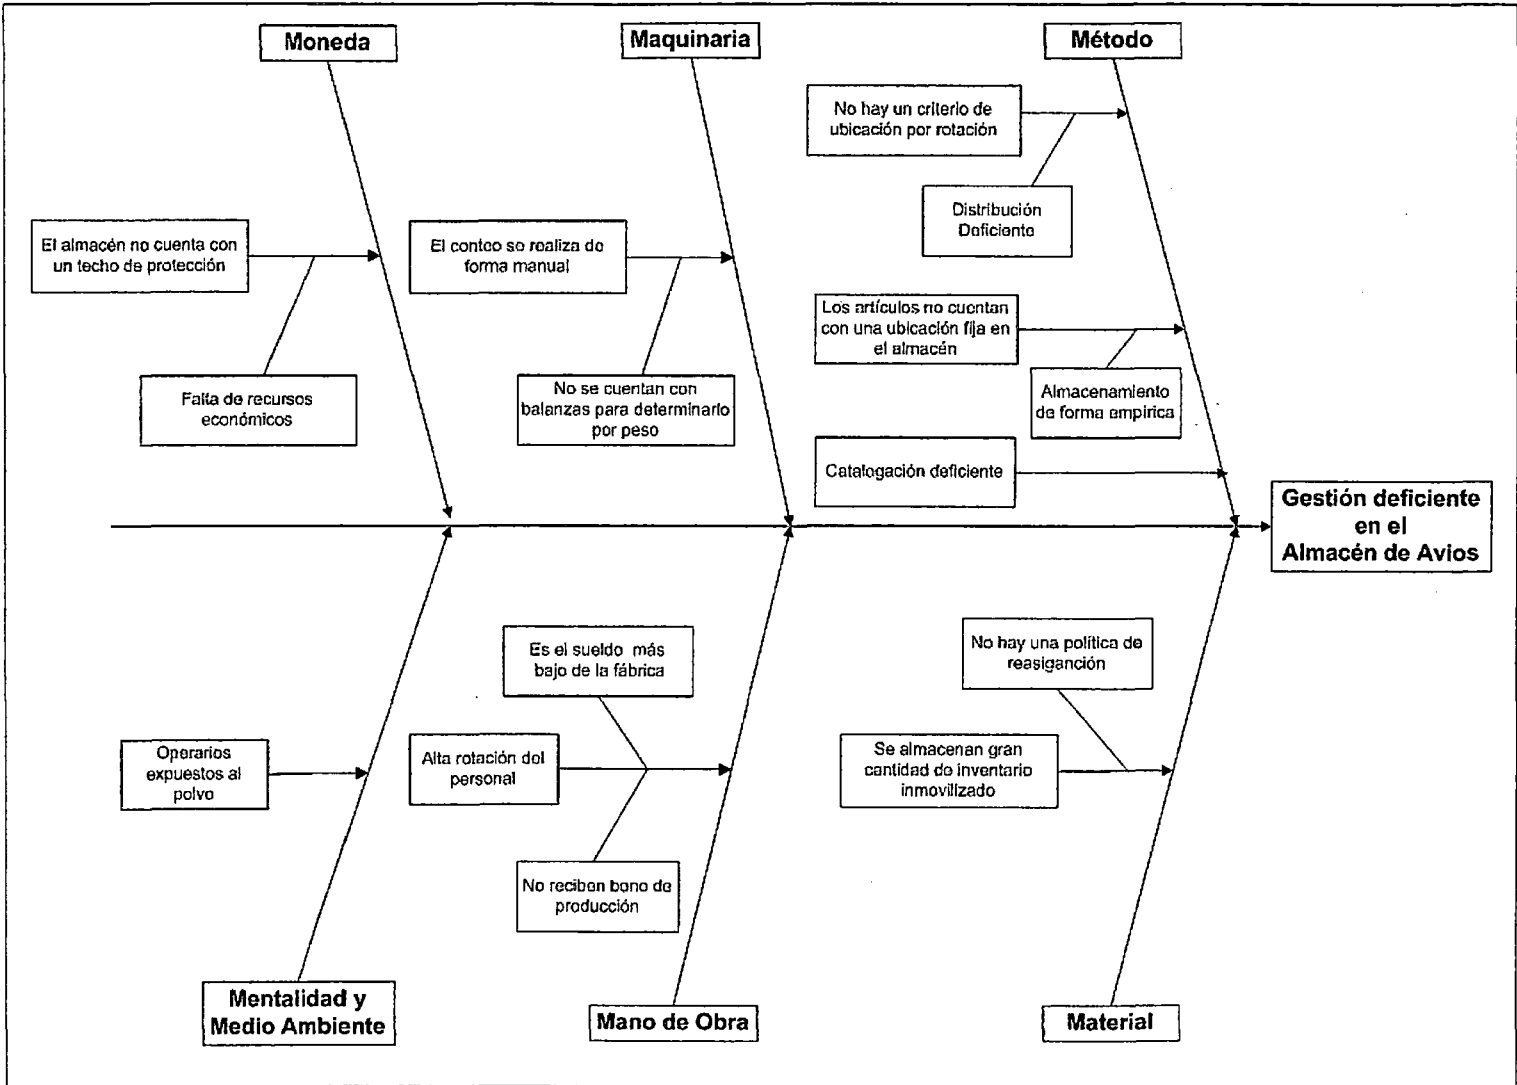 Moneda
Maquinaria
Método
No hay un criterio de
ubicación por rotación
Distribución
Deficiente
El almacén no cuenta con
un techo de protección
El conteo se realiza de
forma manual
Los artículos no cuentan
con una ubicación fija en
el almacén
Falta de recursos
económicos
No se cuentan con
balanzas para determinarlo
por peso
Almacenamiento
de forma empírica
Catalogación deficiente
Gestión deficiente
en el
Almacén de Avios
Es el sueldo más
bajo de la fábrica
No hay una política de
reasigancción
Operarios
expuestos al
polvo
Alta rotación del
personal
Se almacenan gran
cantidad de inventario
inmovilizado
No reciben bono de
producción
Mentalidad y
Medio Ambiente
Mano de Obra
Material